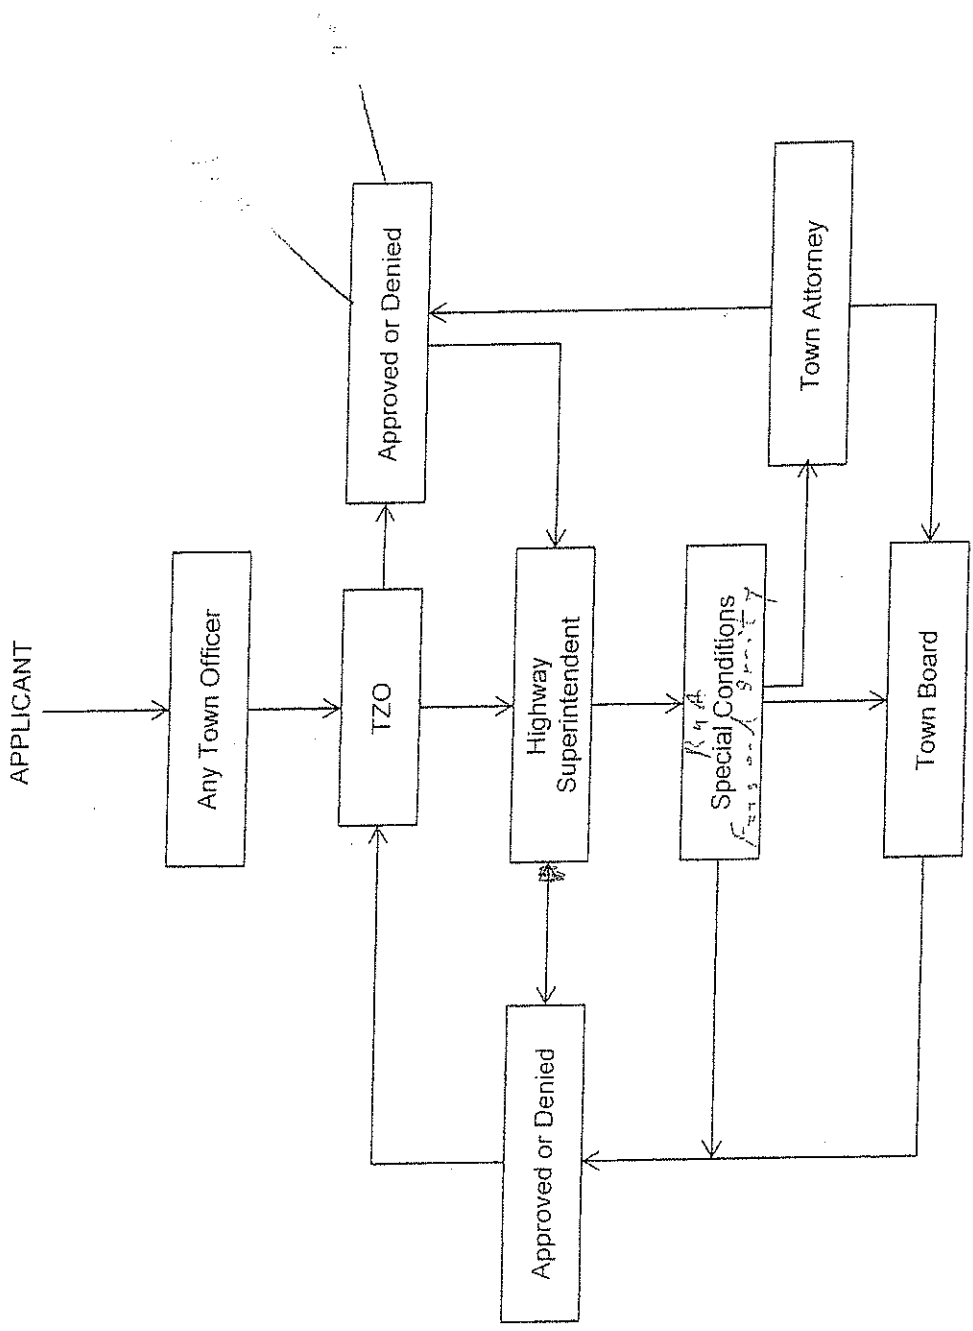 APPLICANT
Any Town Officer
TZO
Approved or Denied
Highway
Superintendent
Approved or Denied
Special Conditions
Town Attorney
Town Board